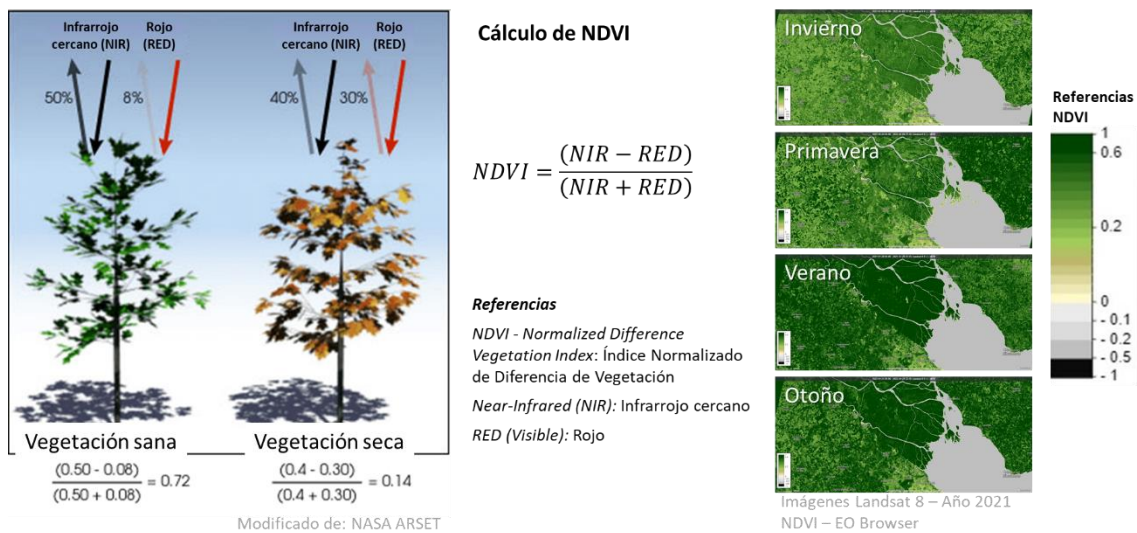 Infrarrojo
cercano (NIR)
Rojo
(RED)
50%
8%
Infrarrojo
cercano (NIR)
Rojo
(RED)
40%
30%
Vegetación sana
Vegetación seca
(0.50 - 0.08)
(0.50 + 0.08)
= 0.72
(0.4 - 0.30)
(0.4 + 0.30)
= 0.14
Modificado de: NASA ARSET
Cálculo de NDVI
NDVI = (NIR − RED)
(NIR + RED)
Referencias
NDVI - Normalized Difference
Vegetation Index: Índice Normalizado
de Diferencia de Vegetación
Near-Infrared (NIR): Infrarrojo cercano
RED (Visible): Rojo
Invierno
Primavera
Verano
Otoño
Imágenes Landsat 8 – Año 2021
NDVI – EO Browser
Referencias
NDVI
1
0.6
0.2
0
- 0.1
- 0.2
- 0.5
- 1